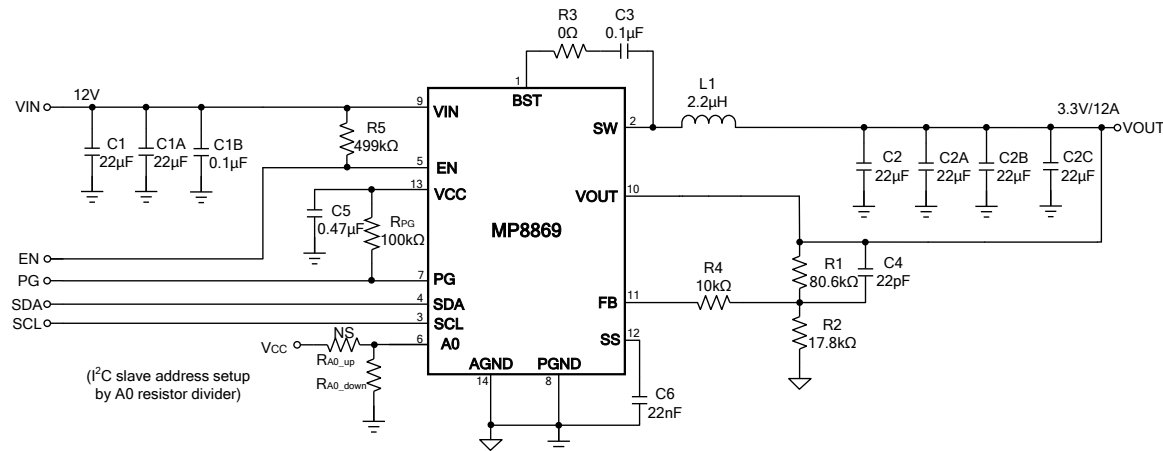 R3
0Ω
C3
0.1µF
1
BST
L1
2.2µH
VIN
12V
9
VIN
3.3V/12A
VOUT
SW
2
C1
22µF
C1A
22µF
C1B
0.1µF
R5
499kΩ
C2
22µF
C2A
22µF
C2B
22µF
C2C
22µF
5
EN
13
VCC
VOUT
10
C5
0.47µF
RPG
100kΩ
MP8869
EN
PG
7
PG
R4
10kΩ
R1
80.6kΩ
C4
22pF
SDA
4
SDA
FB
11
SCL
3
SCL
R2
17.8kΩ
VCC
NS
6
A0
SS
12
RA0_up
RA0_down
AGND
PGND
14
8
C6
22nF
(I²C slave address setup
by A0 resistor divider)